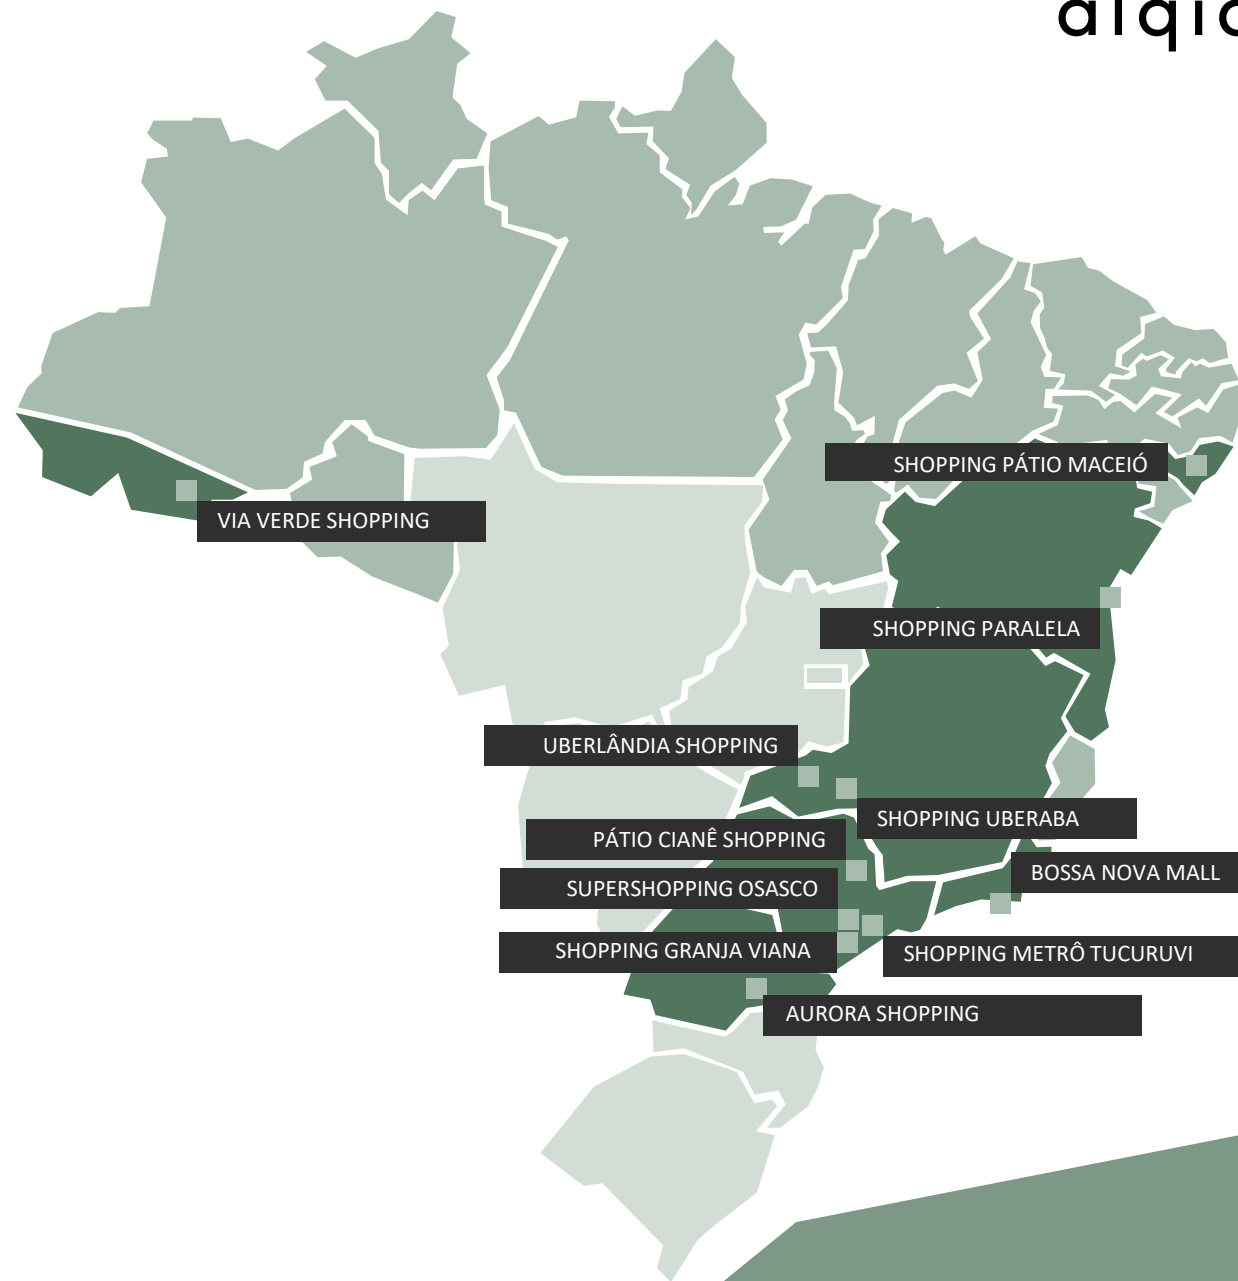 SHOPPING PÁTIO MACEIÓ
VIA VERDE SHOPPING
SHOPPING PARALELA
UBERLÂNDIA SHOPPING
SHOPPING UBERABA
PÁTIO CIANÊ SHOPPING
BOSSA NOVA MALL
SUPERSHOPPING OSASCO
SHOPPING GRANJA VIANA
SHOPPING METRÔ TUCURUVI
AURORA SHOPPING